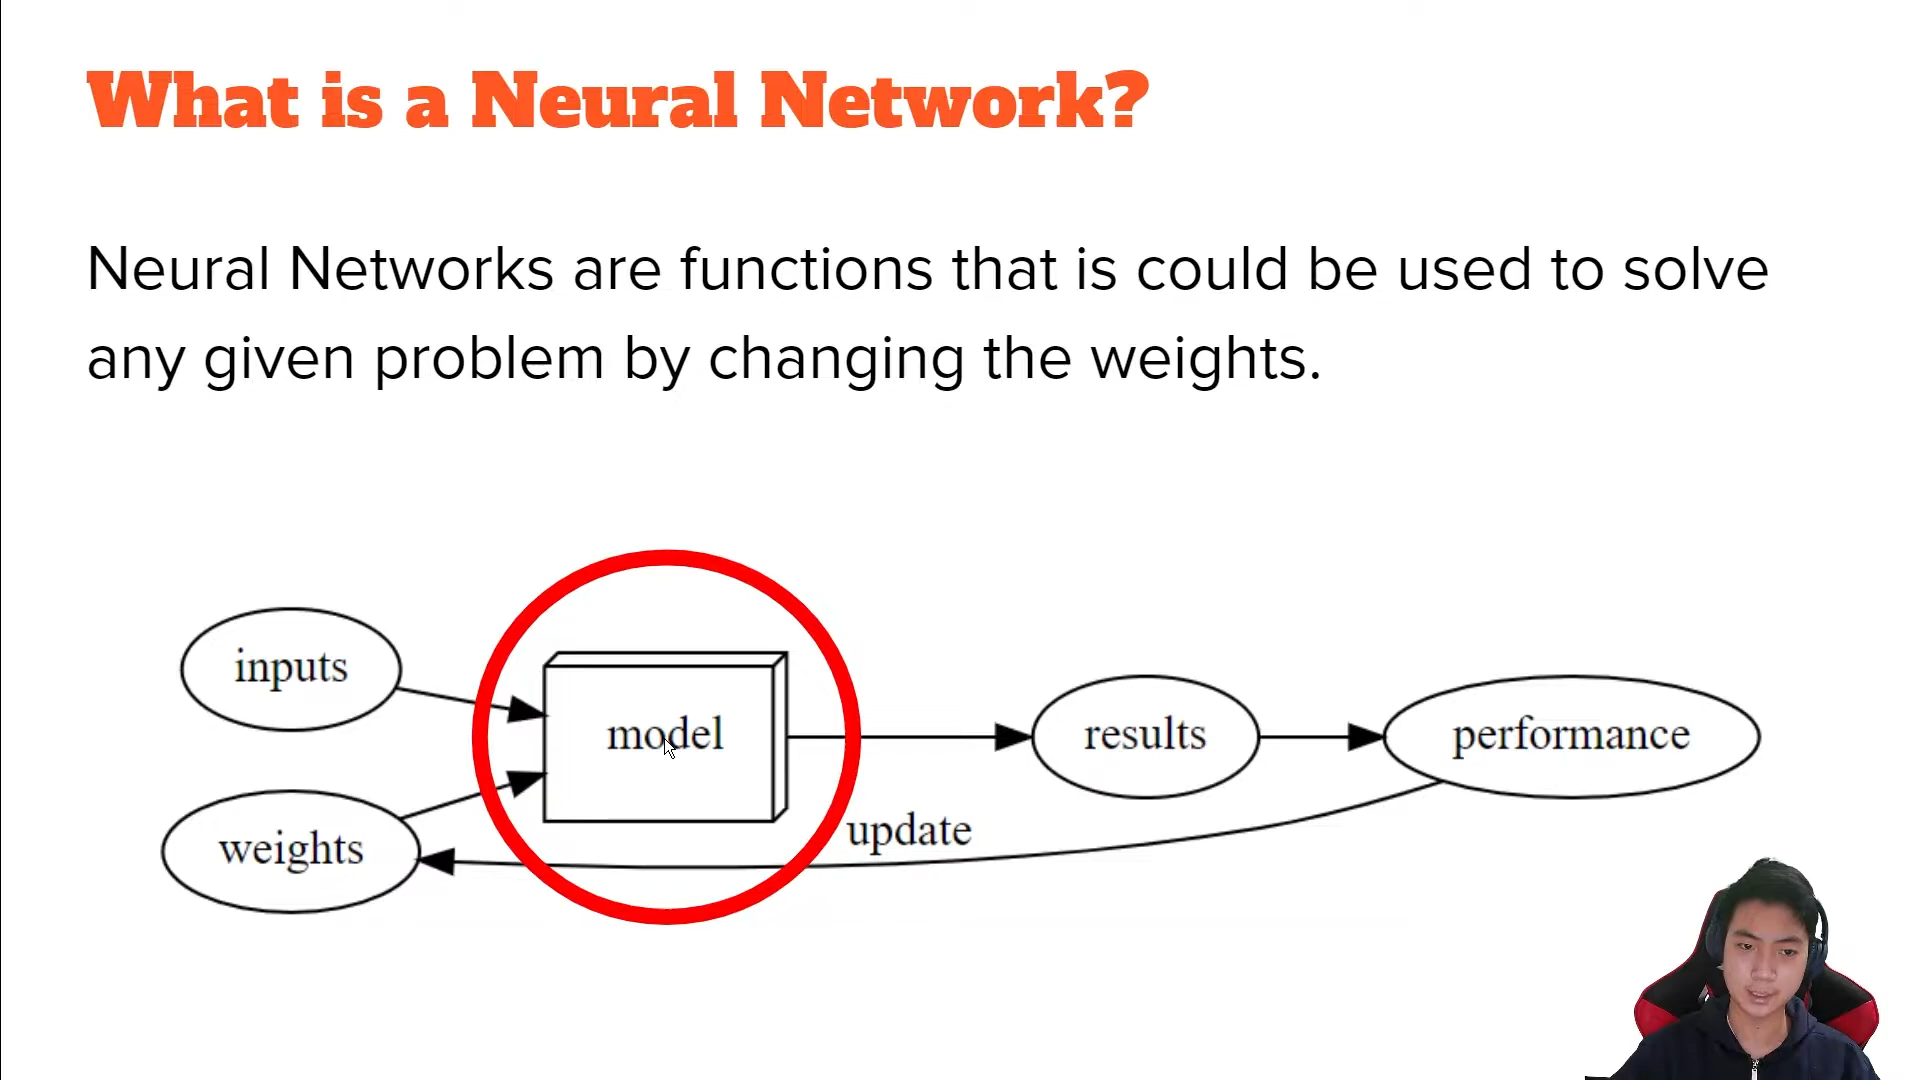 What is a Neural Network?
Neural Networks are functions that is could be used to solve
any given problem by changing the weights.
inputs
model
results
performance
update
weights